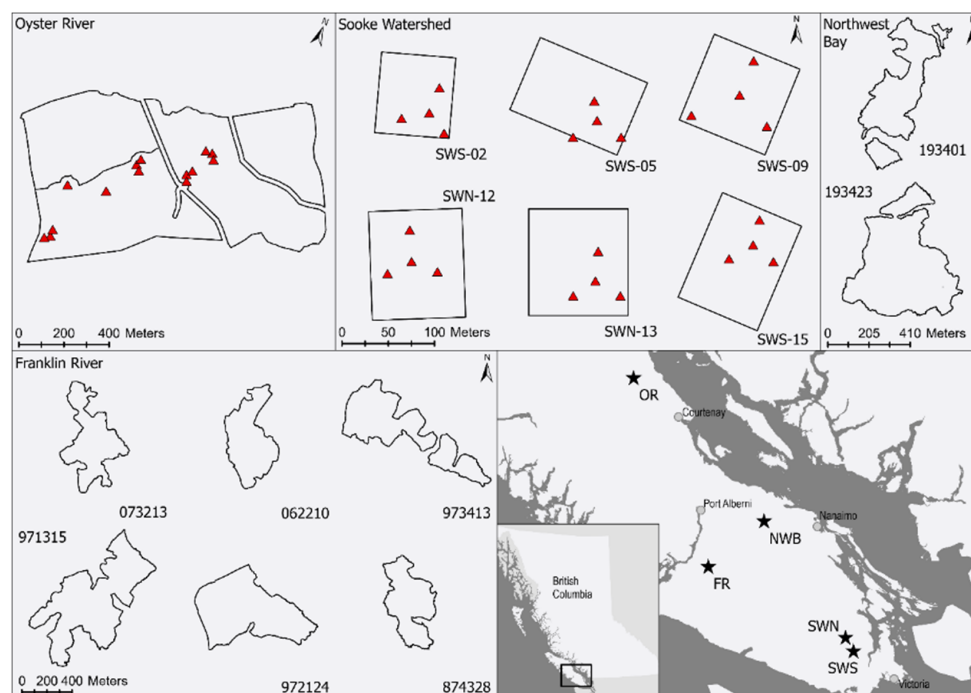 Oyster River
N
0 200 400
Meters
Sooke Watershed
N
SWS-02
SWS-05
SWS-09
SWN-12
SWN-13
SWS-15
0 50 100
Meters
Northwest
Bay
193401
193423
0 205 410
Meters
Franklin River
N
073213
062210
973413
971315
972124
874328
0 200 400
Meters
OR
Courtenay
Port Alberni
NWB
Nanaimo
FR
British
Columbia
SWN
SWS
Victoria